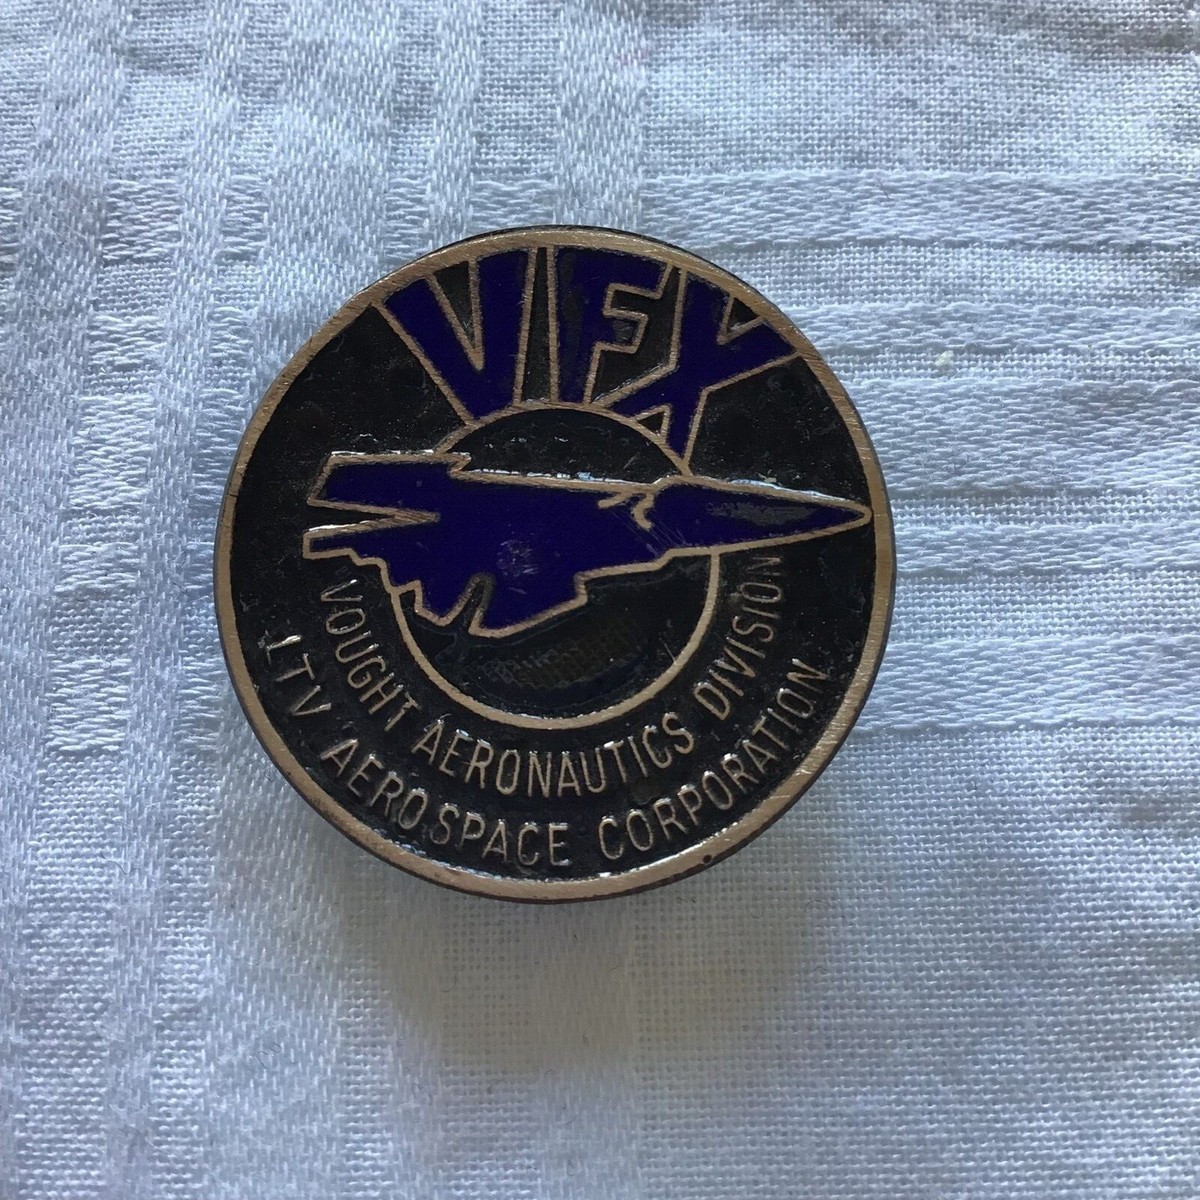 VFX
VOUGHT AERONAUTICS DIVISION
LTV AEROSPACE CORPORATION